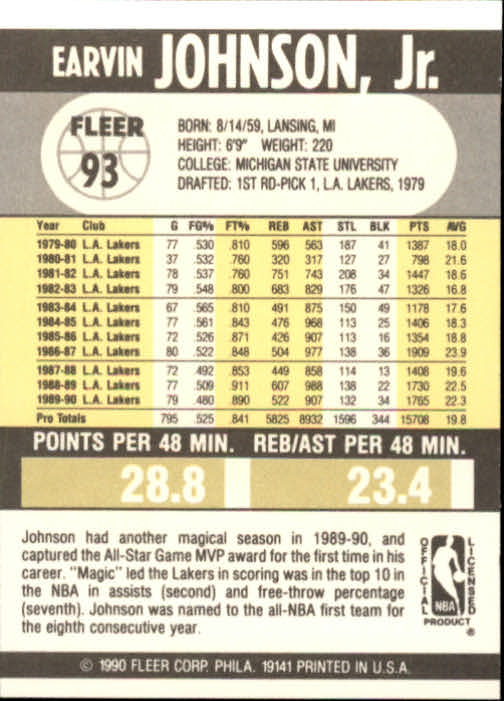 EARVIN JOHNSON, Jr.
FLEER
93
BORN: 8/14/59, LANSING, MI
HEIGHT: 6'9" WEIGHT: 220
COLLEGE: MICHIGAN STATE UNIVERSITY
DRAFTED: 1ST RD-PICK 1, L.A. LAKERS, 1979
Year Club G FG% FT% REB AST STL BLK PTS AVG
1979-80 L.A. Lakers 77 .530 .810 596 563 187 41 1387 18.0
1980-81 L.A. Lakers 37 .532 .760 320 317 127 27 798 21.6
1981-82 L.A. Lakers 78 .537 .760 751 743 208 34 1447 18.6
1982-83 L.A. Lakers 79 .548 .800 683 829 176 47 1326 16.8
1983-84 L.A. Lakers 67 .565 .810 491 875 150 49 1178 17.6
1984-85 L.A. Lakers 77 .561 .843 476 968 113 25 1406 18.3
1985-86 L.A. Lakers 72 .526 .871 426 907 113 16 1354 18.8
1986-87 L.A. Lakers 80 .522 .848 504 977 138 36 1909 23.9
1987-88 L.A. Lakers 72 .492 .853 449 858 114 13 1408 19.6
1988-89 L.A. Lakers 77 .509 .911 607 988 138 22 1730 22.5
1989-90 L.A. Lakers 79 .480 .890 522 907 132 34 1765 22.3
Pro Totals 795 .525 .841 5825 8932 1596 344 15708 19.8
POINTS PER 48 MIN. REB/AST PER 48 MIN.
28.8 23.4
Johnson had another magical season in 1989-90, and
captured the All-Star Game MVP award for the first time in his
career. "Magic" led the Lakers in scoring was in the top 10 in
the NBA in assists (second) and free-throw percentage
(seventh). Johnson was named to the all-NBA first team for
the eighth consecutive year.
OFFICIAL
LICENSED
NBA
PRODUCT
®
© 1990 FLEER CORP. PHILA. 19141 PRINTED IN U.S.A.